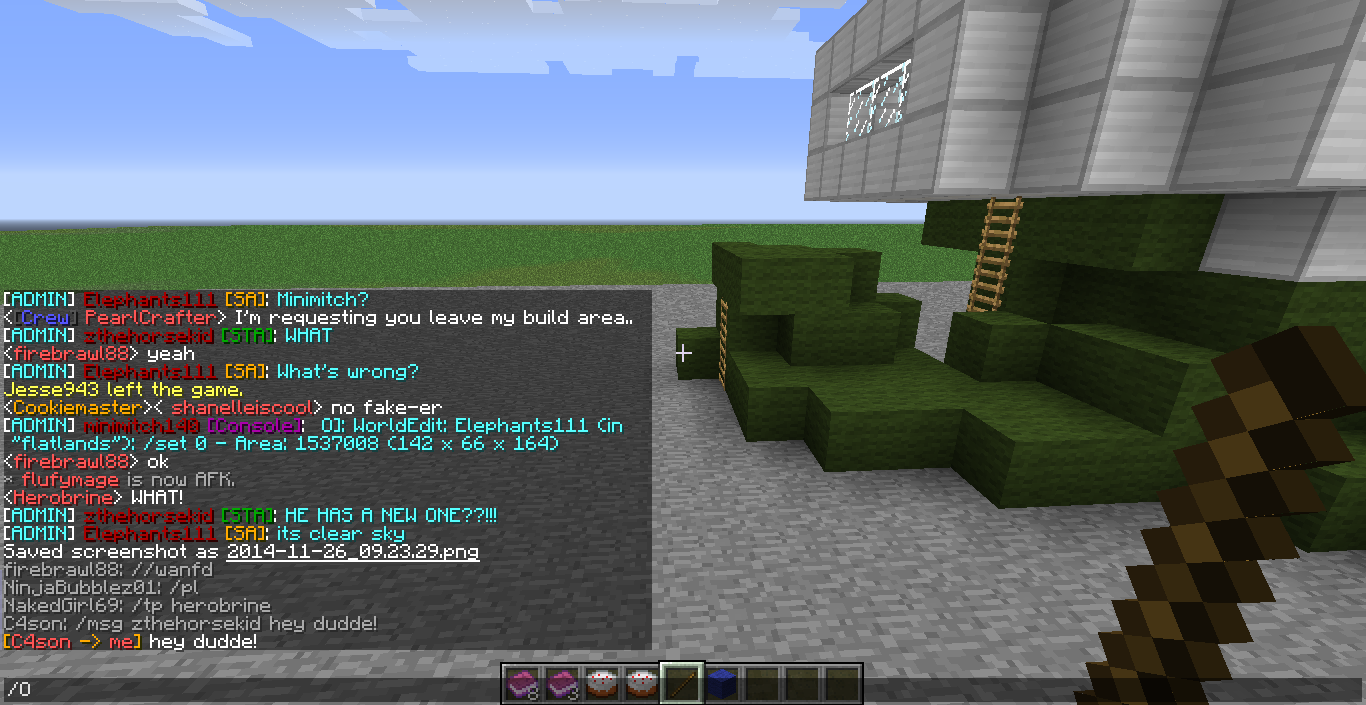 [ADMIN] Elephants111 [SA]: Minimitch?
<[Crew] PearlCrafter> I'm requesting you leave my build area..
[ADMIN] zthehorsekid [STA]: WHAT
<firebrawl88> yeah
[ADMIN] Elephants111 [SA]: What's wrong?
Jesse943 left the game.
<Cookiemaster>< shanelleiscool> no fake-er
[ADMIN] minimitch140 [Console]:  O]: WorldEdit: Elephants111 (in
"flatlands"): /set 0 - Area: 1537008 (142 x 66 x 164)
<firebrawl88> ok
* flufymage is now AFK.
<Herobrine> WHAT!
[ADMIN] zthehorsekid [STA]: HE HAS A NEW ONE??!!!
[ADMIN] Elephants111 [SA]: its clear sky
Saved screenshot as 2014-11-26_09.23.29.png
firebrawl88: //wanfd
NinjaBubblez01: /pl
NakedGirl69: /tp herobrine
C4son: /msg zthehorsekid hey dudde!
[C4son -> me] hey dudde!
8 3
/O